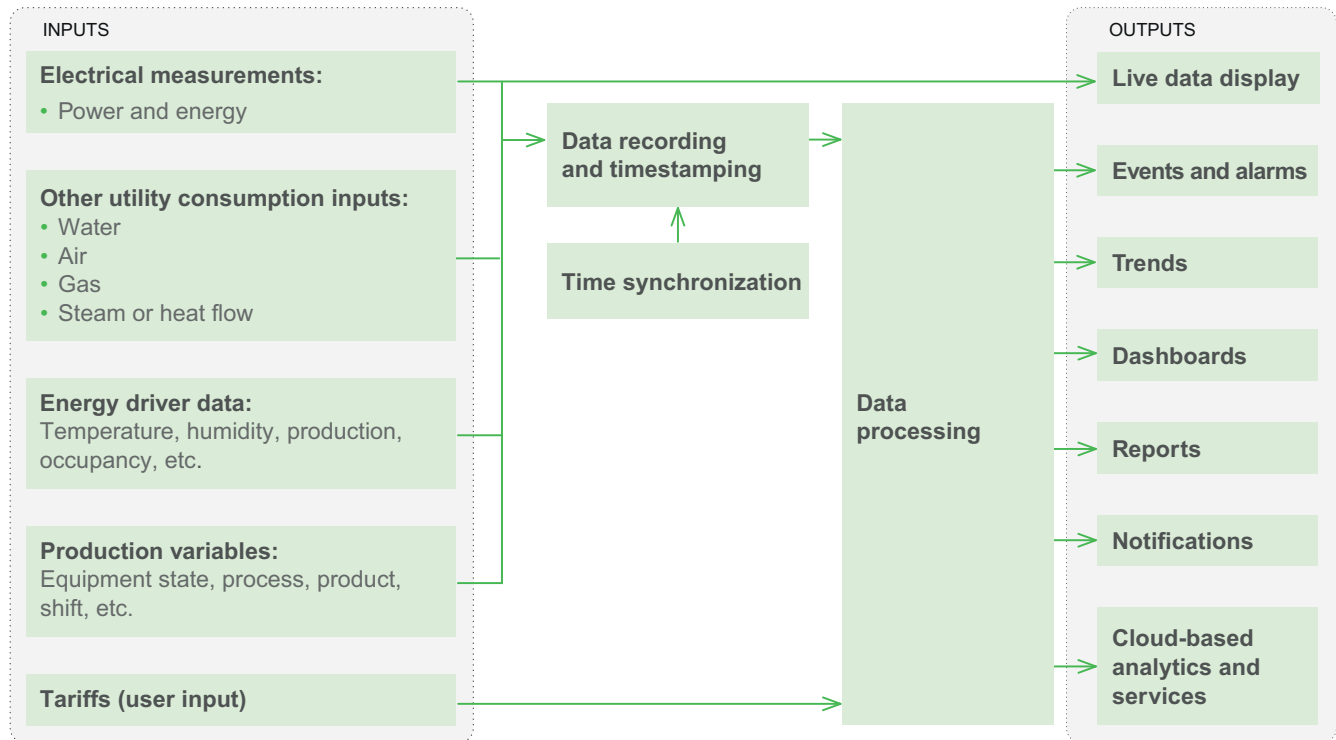 INPUTS
Electrical measurements:
• Power and energy
Other utility consumption inputs:
• Water
• Air
• Gas
• Steam or heat flow
Energy driver data:
Temperature, humidity, production,
occupancy, etc.
Production variables:
Equipment state, process, product,
shift, etc.
Tariffs (user input)
Data recording
and timestamping
Time synchronization
Data
processing
OUTPUTS
Live data display
Events and alarms
Trends
Dashboards
Reports
Notifications
Cloud-based
analytics and
services